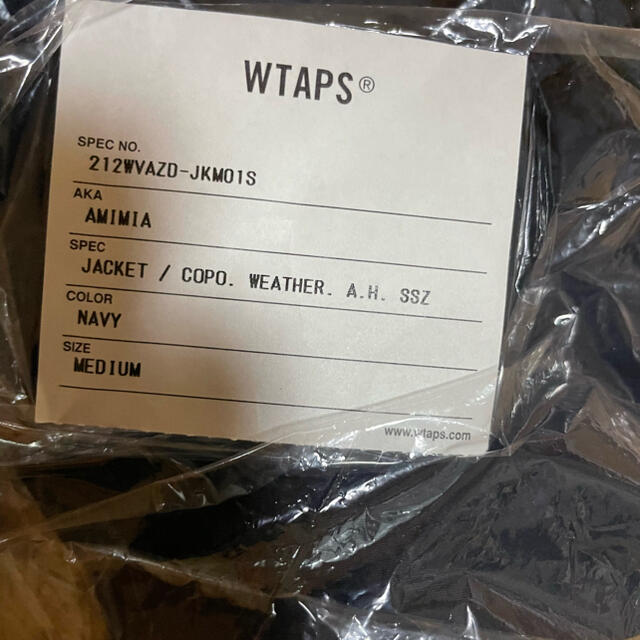 WTAPS®
SPEC NO.
212WVAZD-JKM01S
AKA
AMIMIA
SPEC
JACKET / COPO. WEATHER. A.H. SSZ
COLOR
NAVY
SIZE
MEDIUM
www.wtaps.com